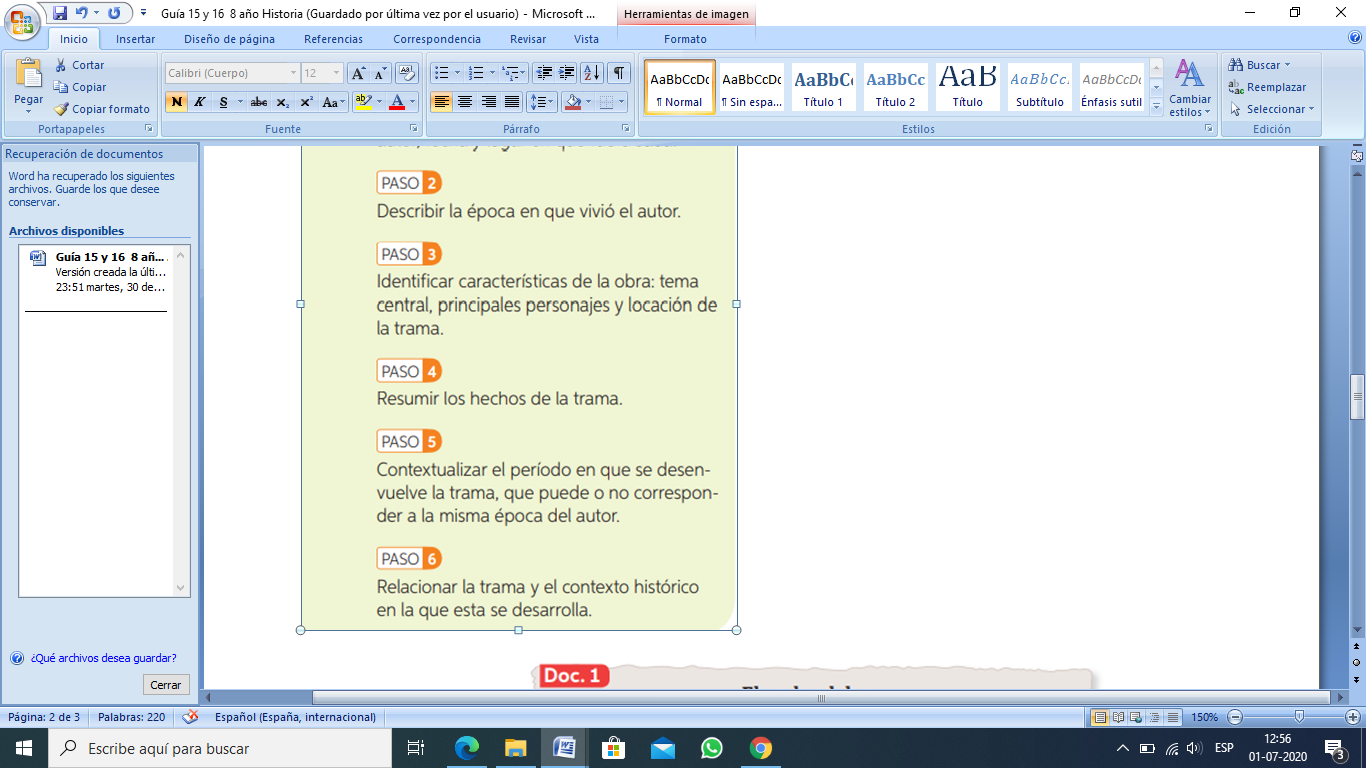 Guía 15 y 16  8 año Historia (Guardado por última vez por el usuario) - Microsoft ...
Herramientas de imagen
Inicio
Insertar
Diseño de página
Referencias
Correspondencia
Revisar
Vista
Formato
Pegar
Cortar
Copiar
Copiar formato
Portapapeles
Calibri (Cuerpo)
12
N K S abc X₂ X² Aa
Fuente
Párrafo
AaBbCcDc
¶ Normal
AaBbCcDc
¶ Sin espa...
AaBbC
Título 1
AaBbCc
Título 2
AaB
Título
AaBbCc.
Subtítulo
AaBbCcDc
Énfasis sutil
Cambiar
estilos
Estilos
Buscar
Reemplazar
Seleccionar
Edición
Recuperación de documentos
Word ha recuperado los siguientes
archivos. Guarde los que desee
conservar.
Archivos disponibles
Guía 15 y 16  8 añ...
Versión creada la últi...
23:51 martes, 30 de...
¿Qué archivos desea guardar?
Cerrar
PASO 2
Describir la época en que vivió el autor.
PASO 3
Identificar características de la obra: tema
central, principales personajes y locación de
la trama.
PASO 4
Resumir los hechos de la trama.
PASO 5
Contextualizar el período en que se desen-
vuelve la trama, que puede o no correspon-
der a la misma época del autor.
PASO 6
Relacionar la trama y el contexto histórico
en la que esta se desarrolla.
Doc. 1
Página: 2 de 3
Palabras: 220
Español (España, internacional)
150%
Escribe aquí para buscar
ESP
12:56
01-07-2020
3